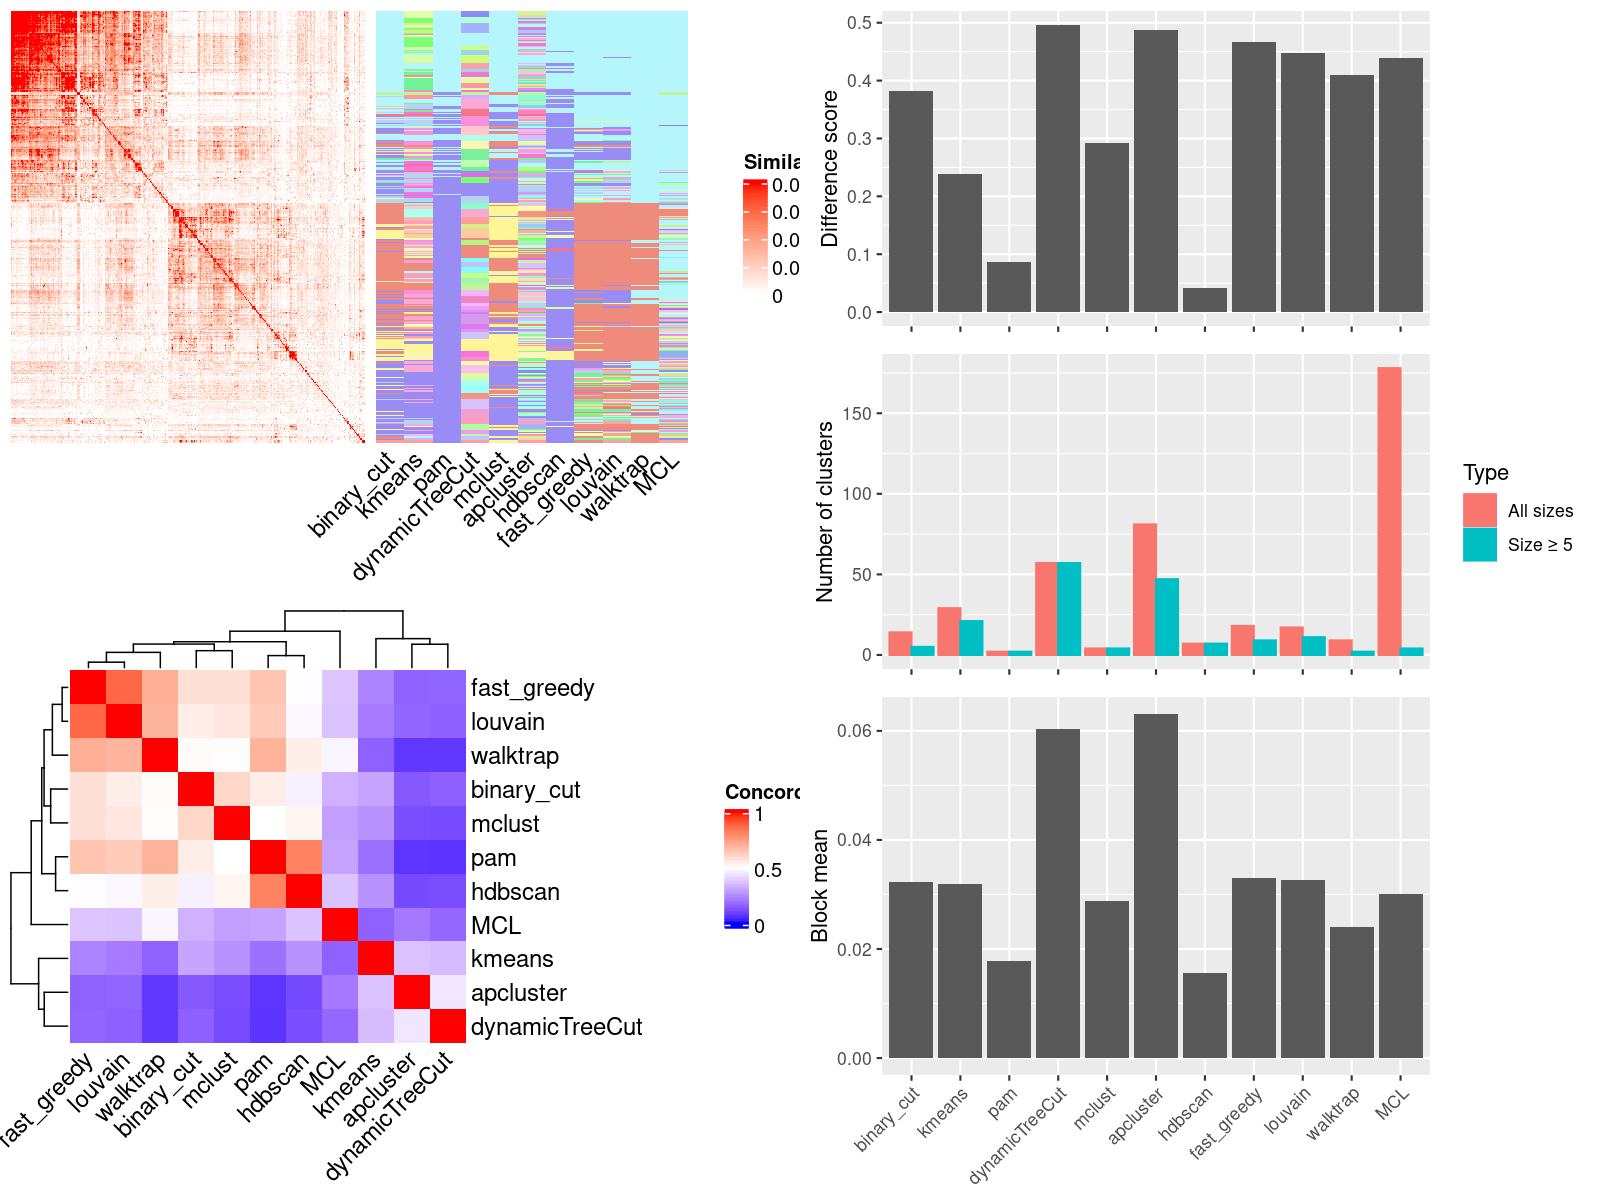 Simila
0.0
0.0
0.0
0.0
0
binary_cut
kmeans
pam
dynamicTreeCut
mclust
apcluster
hdbscan
fast_greedy
louvain
walktrap
MCL
fast_greedy
louvain
walktrap
binary_cut
mclust
pam
hdbscan
MCL
kmeans
apcluster
dynamicTreeCut
fast_greedy
louvain
walktrap
binary_cut
mclust
pam
hdbscan
MCL
kmeans
apcluster
dynamicTreeCut
Concord
1
0.5
0
Difference score
0.5
0.4
0.3
0.2
0.1
0.0
Number of clusters
150
100
50
0
Type
All sizes
Size ≥ 5
Block mean
0.06
0.04
0.02
0.00
binary_cut
kmeans
pam
dynamicTreeCut
mclust
apcluster
hdbscan
fast_greedy
louvain
walktrap
MCL